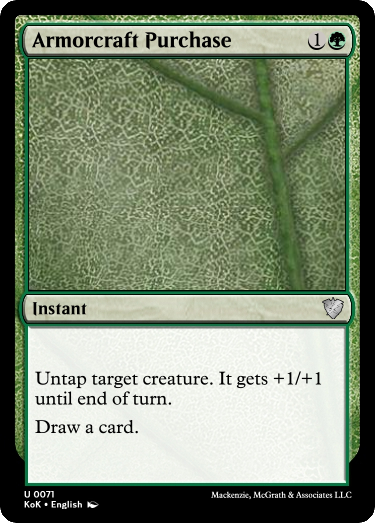 Armorcraft Purchase 1
Instant
Untap target creature. It gets +1/+1
until end of turn.
Draw a card.
U 0071
KoK • English
Mackenzie, McGrath & Associates LLC